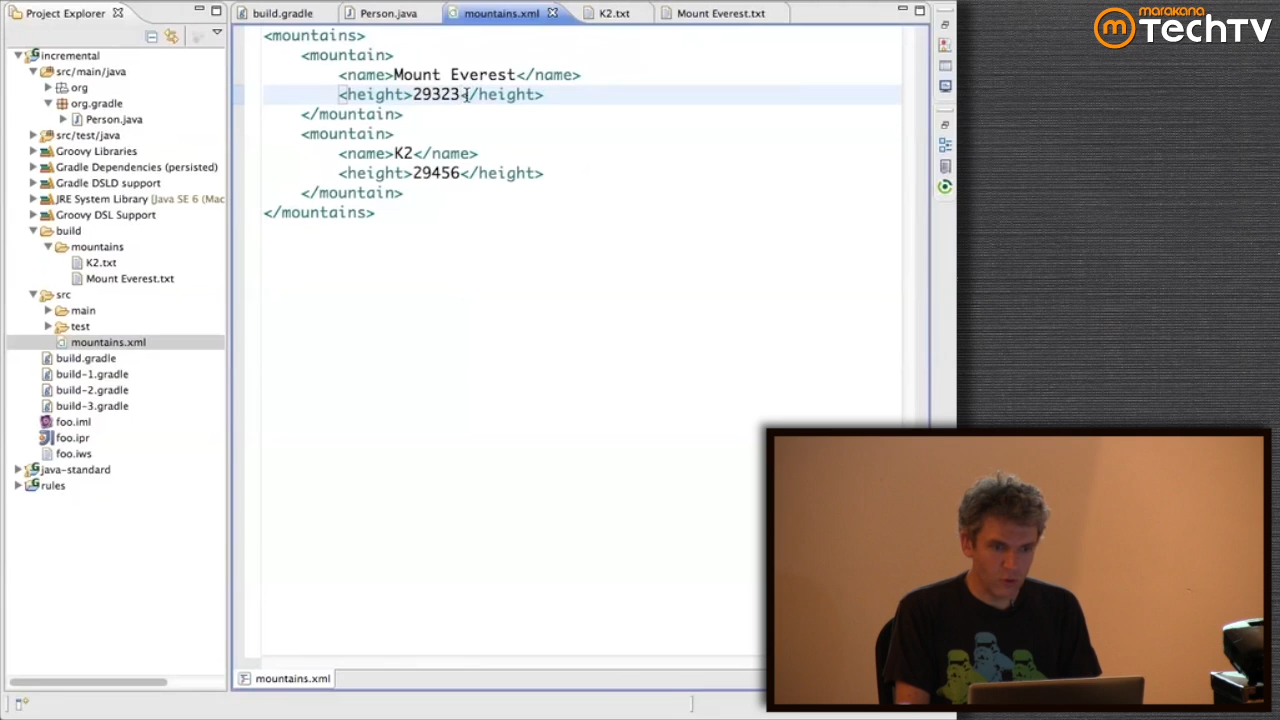 Project Explorer
build.gradle
Person.java
mountains.xml
K2.txt
Mount Everest.txt
marakana
m TechTV
incremental
src/main/java
org
org.gradle
Person.java
src/test/java
Groovy Libraries
Gradle Dependencies (persisted)
Gradle DSLD support
JRE System Library (Java SE 6 (Mac
Groovy DSL Support
build
mountains
K2.txt
Mount Everest.txt
src
main
test
mountains.xml
build.gradle
build-1.gradle
build-2.gradle
build-3.gradle
foo.iml
foo.ipr
foo.iws
java-standard
rules
<mountains>
<mountain>
<name>Mount Everest</name>
<height>29323</height>
</mountain>
<mountain>
<name>K2</name>
<height>29456</height>
</mountain>
</mountains>
mountains.xml